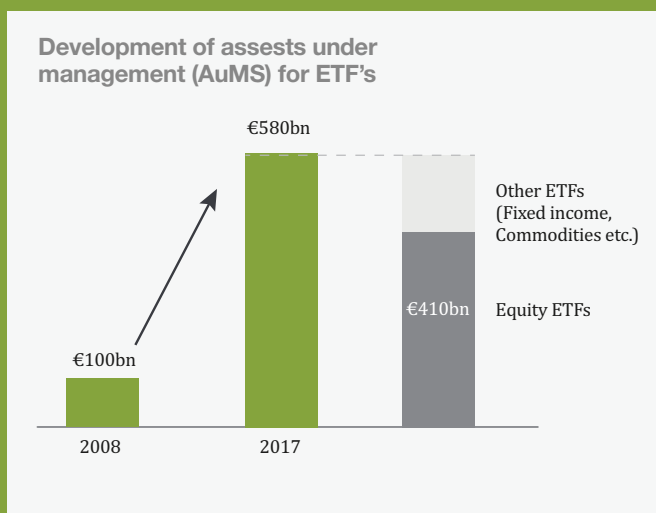 Development of assests under
management (AuMS) for ETF’s
€580bn
Other ETFs
(Fixed income,
Commodities etc.)
€410bn
Equity ETFs
€100bn
2008
2017